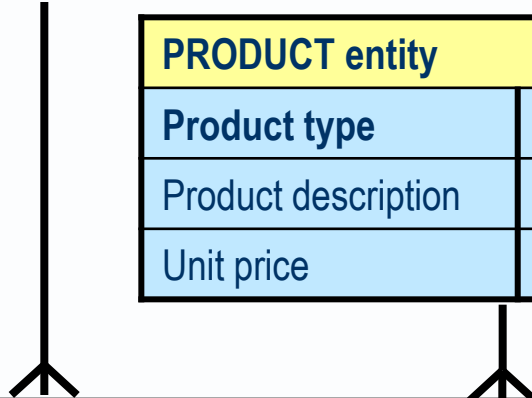 PRODUCT entity
Product type
Product description
Unit price